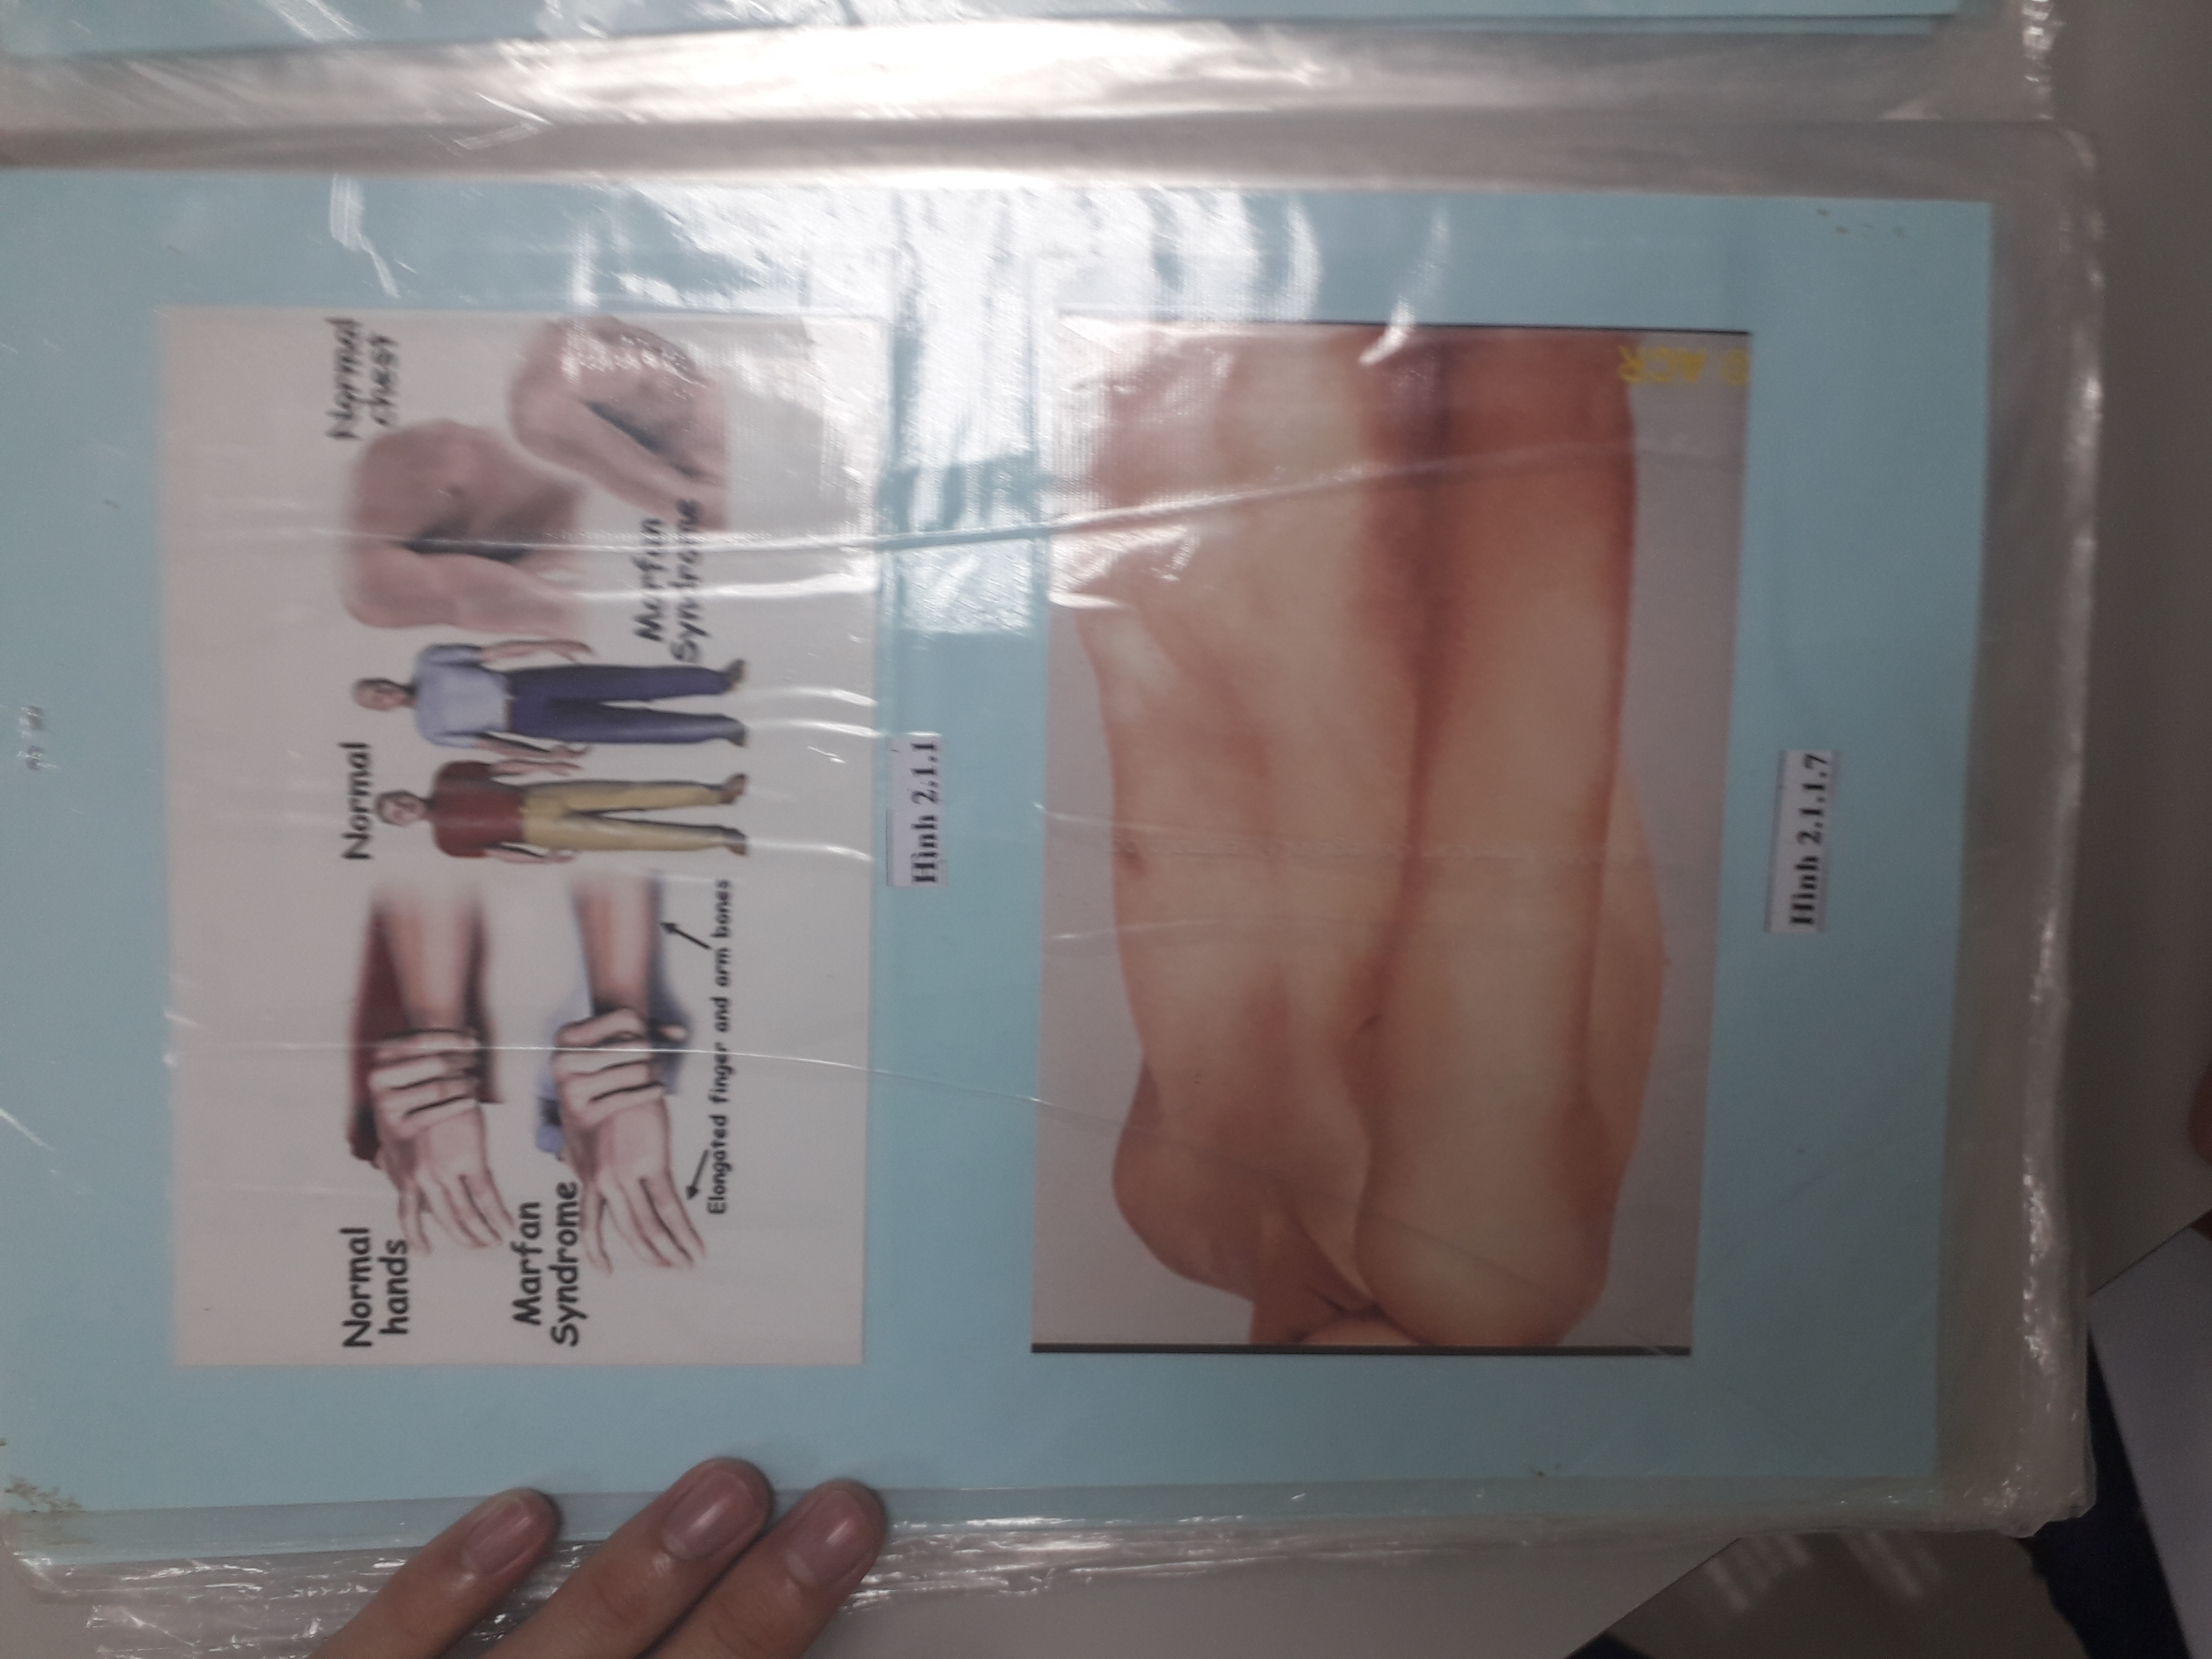 Normal
hands
Marfan
Syndrome
Elongated finger and arm bones
Normal
Marfan
Syndrome
Normal
chest
Hình 2.1.1
© ACR
Hình 2.1.1.7